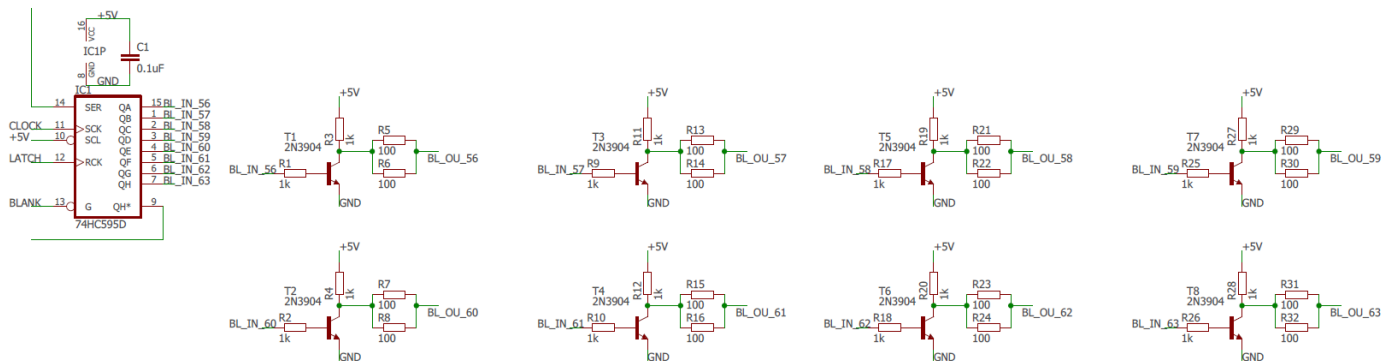 +5V
16
VCC
IC1P
C1
0.1uF
GND
8
GND
IC1
14 SER QA 15 BL_IN_56
QB 1 BL_IN_57
CLOCK 11 SCK QC 2 BL_IN_58
+5V 10 SCL QD 3 BL_IN_59
QE 4 BL_IN_60
LATCH 12 RCK QF 5 BL_IN_61
QG 6 BL_IN_62
QH 7 BL_IN_63
BLANK 13 G QH* 9
74HC595D
+5V
T1
2N3904
R3
1k
R5
100
R6
100
BL_OU_56
BL_IN_56
R1
1k
GND
+5V
T3
2N3904
R11
1k
R13
100
R14
100
BL_OU_57
BL_IN_57
R9
1k
GND
+5V
T5
2N3904
R19
1k
R21
100
R22
100
BL_OU_58
BL_IN_58
R17
1k
GND
+5V
T7
2N3904
R27
1k
R29
100
R30
100
BL_OU_59
BL_IN_59
R25
1k
GND
+5V
T2
2N3904
R4
1k
R7
100
R8
100
BL_OU_60
BL_IN_60
R2
1k
GND
+5V
T4
2N3904
R12
1k
R15
100
R16
100
BL_OU_61
BL_IN_61
R10
1k
GND
+5V
T6
2N3904
R20
1k
R23
100
R24
100
BL_OU_62
BL_IN_62
R18
1k
GND
+5V
T8
2N3904
R28
1k
R31
100
R32
100
BL_OU_63
BL_IN_63
R26
1k
GND